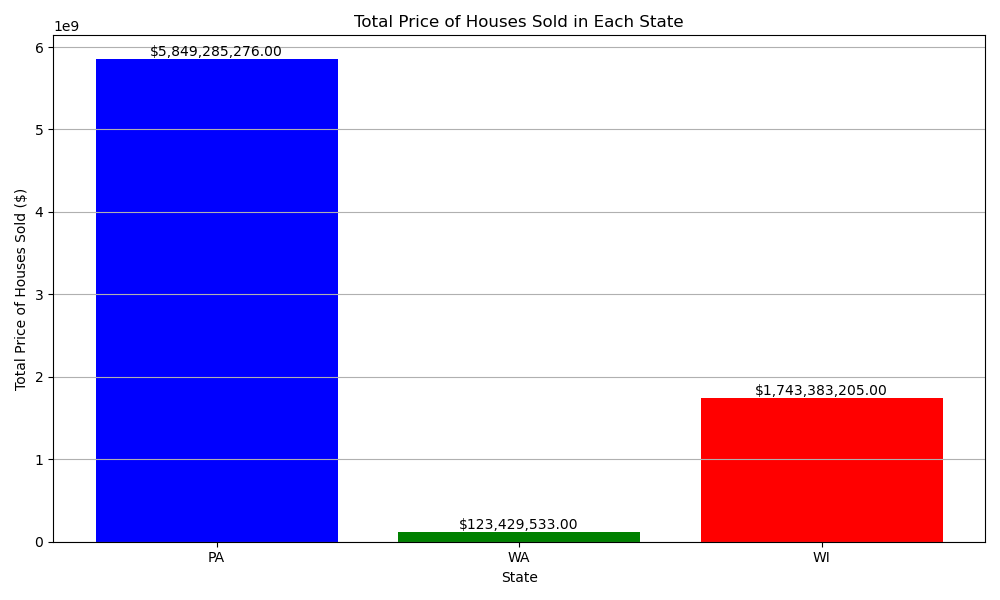 Total Price of Houses Sold in Each State
1e9
Total Price of Houses Sold ($)
6
5
4
3
2
1
0
$5,849,285,276.00
$123,429,533.00
$1,743,383,205.00
PA
WA
WI
State